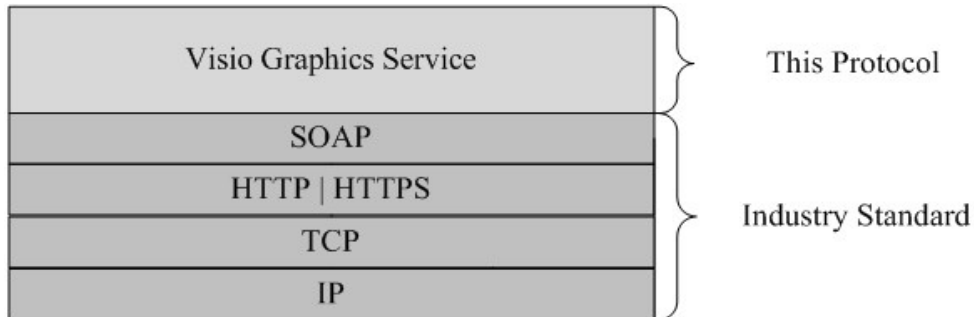 Visio Graphics Service
This Protocol
SOAP
HTTP | HTTPS
TCP
IP
Industry Standard